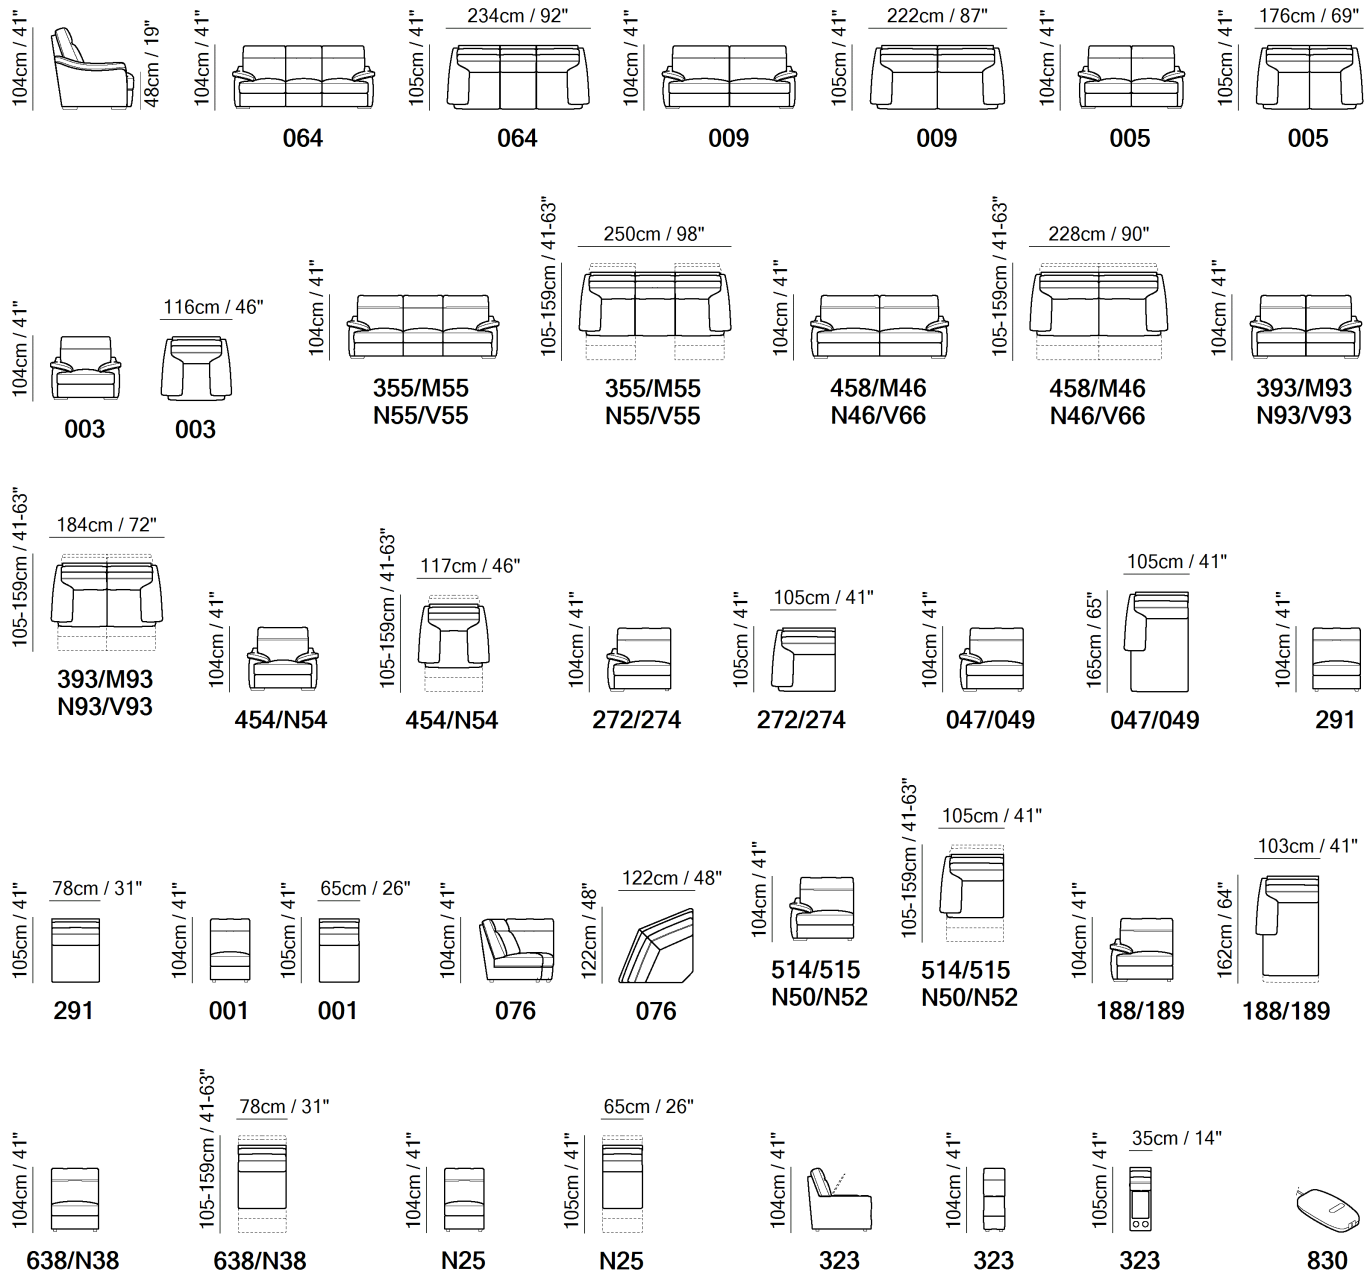 104cm / 41"
48cm / 19"
104cm / 41"
064
105cm / 41"
234cm / 92"
064
104cm / 41"
009
105cm / 41"
222cm / 87"
009
104cm / 41"
005
105cm / 41"
176cm / 69"
005
104cm / 41"
003
116cm / 46"
003
104cm / 41"
355/M55
N55/V55
105-159cm / 41-63"
250cm / 98"
355/M55
N55/V55
104cm / 41"
458/M46
N46/V66
105-159cm / 41-63"
228cm / 90"
458/M46
N46/V66
104cm / 41"
393/M93
N93/V93
105-159cm / 41-63"
184cm / 72"
393/M93
N93/V93
104cm / 41"
454/N54
105-159cm / 41-63"
117cm / 46"
454/N54
104cm / 41"
272/274
105cm / 41"
105cm / 41"
272/274
104cm / 41"
047/049
165cm / 65"
105cm / 41"
047/049
104cm / 41"
291
105cm / 41"
78cm / 31"
291
104cm / 41"
001
105cm / 41"
65cm / 26"
001
104cm / 41"
076
122cm / 48"
122cm / 48"
076
104cm / 41"
514/515
N50/N52
105-159cm / 41-63"
105cm / 41"
514/515
N50/N52
104cm / 41"
188/189
162cm / 64"
103cm / 41"
188/189
104cm / 41"
638/N38
105-159cm / 41-63"
78cm / 31"
638/N38
104cm / 41"
N25
105cm / 41"
65cm / 26"
N25
104cm / 41"
323
104cm / 41"
323
105cm / 41"
35cm / 14"
323
830